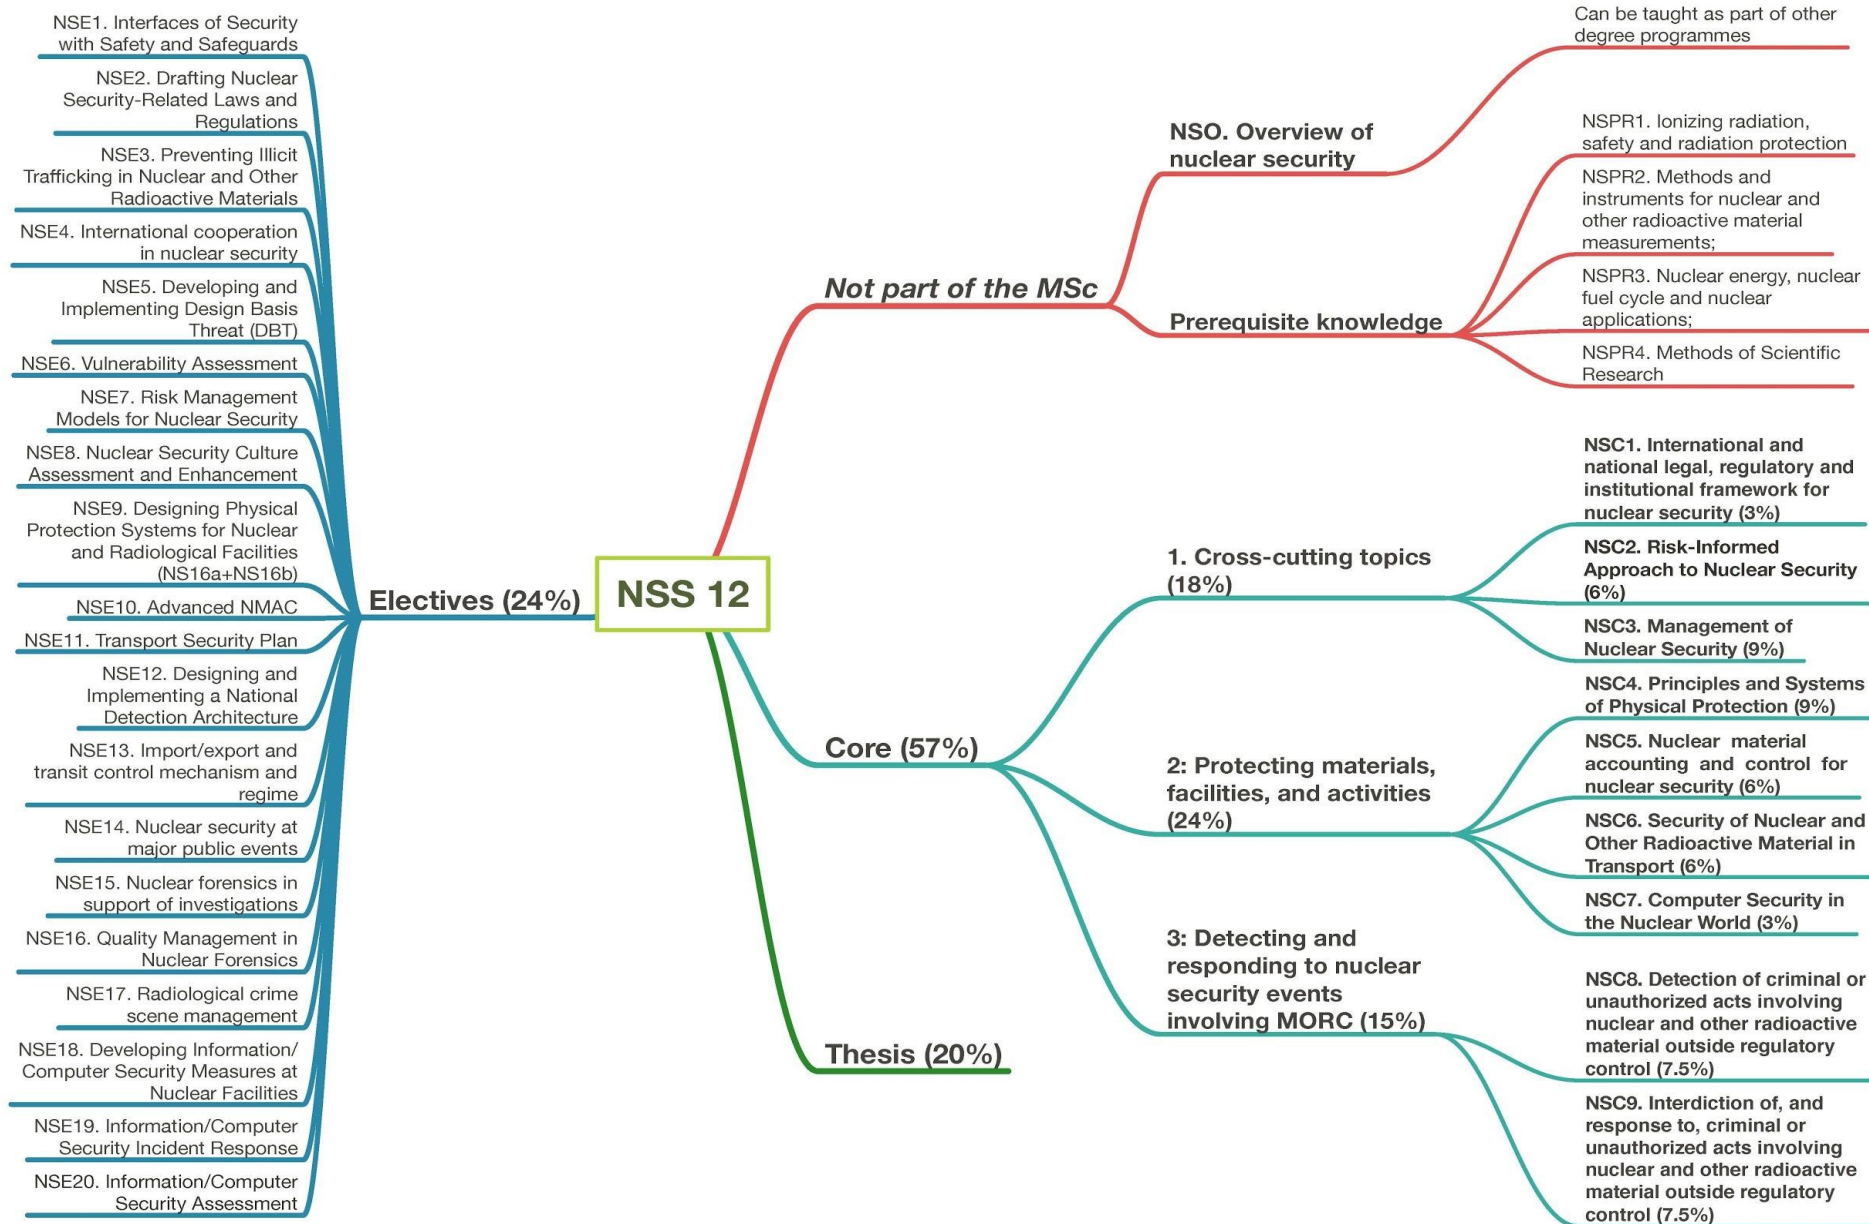 NSE1. Interfaces of Security
with Safety and Safeguards
NSE2. Drafting Nuclear
Security-Related Laws and
Regulations
NSE3. Preventing Illicit
Trafficking in Nuclear and Other
Radioactive Materials
NSE4. International cooperation
in nuclear security
NSE5. Developing and
Implementing Design Basis
Threat (DBT)
NSE6. Vulnerability Assessment
NSE7. Risk Management
Models for Nuclear Security
NSE8. Nuclear Security Culture
Assessment and Enhancement
NSE9. Designing Physical
Protection Systems for Nuclear
and Radiological Facilities
(NS16a+NS16b)
NSE10. Advanced NMAC
NSE11. Transport Security Plan
NSE12. Designing and
Implementing a National
Detection Architecture
NSE13. Import/export and
transit control mechanism and
regime
NSE14. Nuclear security at
major public events
NSE15. Nuclear forensics in
support of investigations
NSE16. Quality Management in
Nuclear Forensics
NSE17. Radiological crime
scene management
NSE18. Developing Information/
Computer Security Measures at
Nuclear Facilities
NSE19. Information/Computer
Security Incident Response
NSE20. Information/Computer
Security Assessment
Electives (24%)
NSS 12
Not part of the MSc
NSO. Overview of
nuclear security
Can be taught as part of other
degree programmes
Prerequisite knowledge
NSPR1. Ionizing radiation,
safety and radiation protection
NSPR2. Methods and
instruments for nuclear and
other radioactive material
measurements;
NSPR3. Nuclear energy, nuclear
fuel cycle and nuclear
applications;
NSPR4. Methods of Scientific
Research
Core (57%)
1. Cross-cutting topics
(18%)
NSC1. International and
national legal, regulatory and
institutional framework for
nuclear security (3%)
NSC2. Risk-Informed
Approach to Nuclear Security
(6%)
NSC3. Management of
Nuclear Security (9%)
2: Protecting materials,
facilities, and activities
(24%)
NSC4. Principles and Systems
of Physical Protection (9%)
NSC5. Nuclear material
accounting and control for
nuclear security (6%)
NSC6. Security of Nuclear and
Other Radioactive Material in
Transport (6%)
NSC7. Computer Security in
the Nuclear World (3%)
3: Detecting and
responding to nuclear
security events
involving MORC (15%)
NSC8. Detection of criminal or
unauthorized acts involving
nuclear and other radioactive
material outside regulatory
control (7.5%)
NSC9. Interdiction of, and
response to, criminal or
unauthorized acts involving
nuclear and other radioactive
material outside regulatory
control (7.5%)
Thesis (20%)